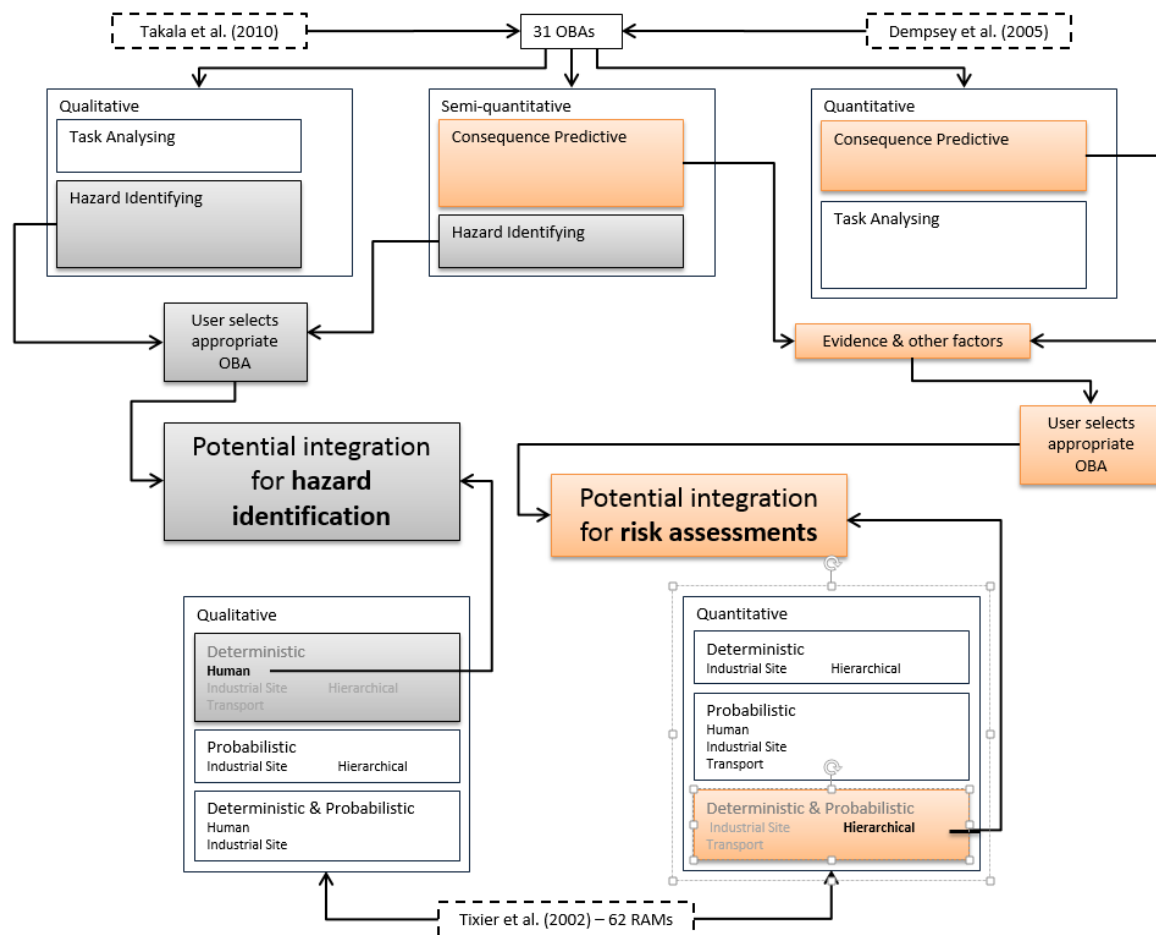 Takala et al. (2010)
31 OBAs
Dempsey et al. (2005)
Qualitative
Task Analysing
Hazard Identifying
Semi-quantitative
Consequence Predictive
Hazard Identifying
Quantitative
Consequence Predictive
Task Analysing
User selects
appropriate
OBA
Evidence & other factors
User selects
appropriate
OBA
Potential integration
for hazard
identification
Potential integration
for risk assessments
Qualitative
Deterministic
Human
Industrial Site Hierarchical
Transport
Probabilistic
Industrial Site Hierarchical
Deterministic & Probabilistic
Human
Industrial Site
Quantitative
Deterministic
Industrial Site Hierarchical
Probabilistic
Human
Industrial Site
Transport
Deterministic & Probabilistic
Industrial Site Hierarchical
Transport
Tixier et al. (2002) – 62 RAMs